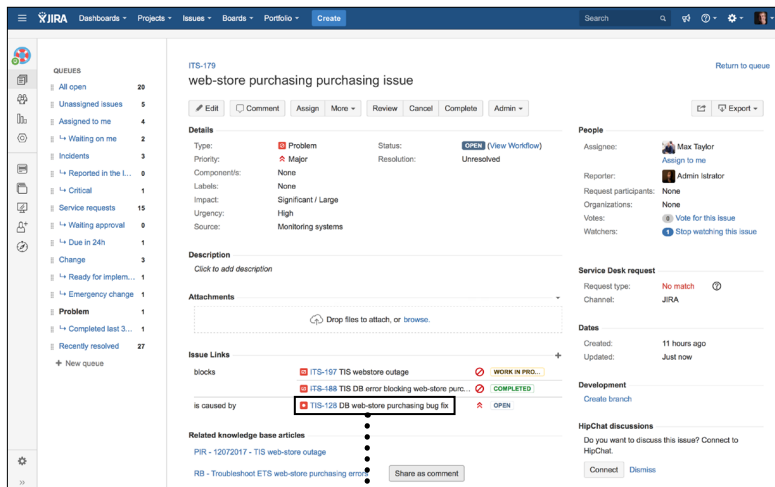 JIRA Dashboards Projects Issues Boards Portfolio Create Search
QUEUES
All open 20
Unassigned issues 5
Assigned to me 4
Waiting on me 2
Incidents 3
Reported in the l... 0
Critical 1
Service requests 15
Waiting approval 0
Due in 24h 1
Change 3
Ready for implem... 1
Emergency change 1
Problem 1
Completed last 3... 1
Recently resolved 27
+ New queue
ITS-179
Return to queue
web-store purchasing purchasing issue
Edit Comment Assign More Review Cancel Complete Admin Export
Details
Type: Problem Status: OPEN (View Workflow)
Priority: Major Resolution: Unresolved
Component/s: None
Labels: None
Impact: Significant / Large
Urgency: High
Source: Monitoring systems
Description
Click to add description
Attachments
Drop files to attach, or browse.
Issue Links +
blocks ITS-197 TIS webstore outage WORK IN PRO...
ITS-188 TIS DB error blocking web-store purc... COMPLETED
is caused by TIS-128 DB web-store purchasing bug fix OPEN
Related knowledge base articles
PIR - 12072017 - TIS web-store outage
RB - Troubleshoot ETS web-store purchasing errors Share as comment
People
Assignee: Max Taylor
Assign to me
Reporter: Admin Istrator
Request participants: None
Organizations: None
Votes: 0 Vote for this issue
Watchers: 1 Stop watching this issue
Service Desk request
Request type: No match
Channel: JIRA
Dates
Created: 11 hours ago
Updated: Just now
Development
Create branch
HipChat discussions
Do you want to discuss this issue? Connect to
HipChat.
Connect Dismiss